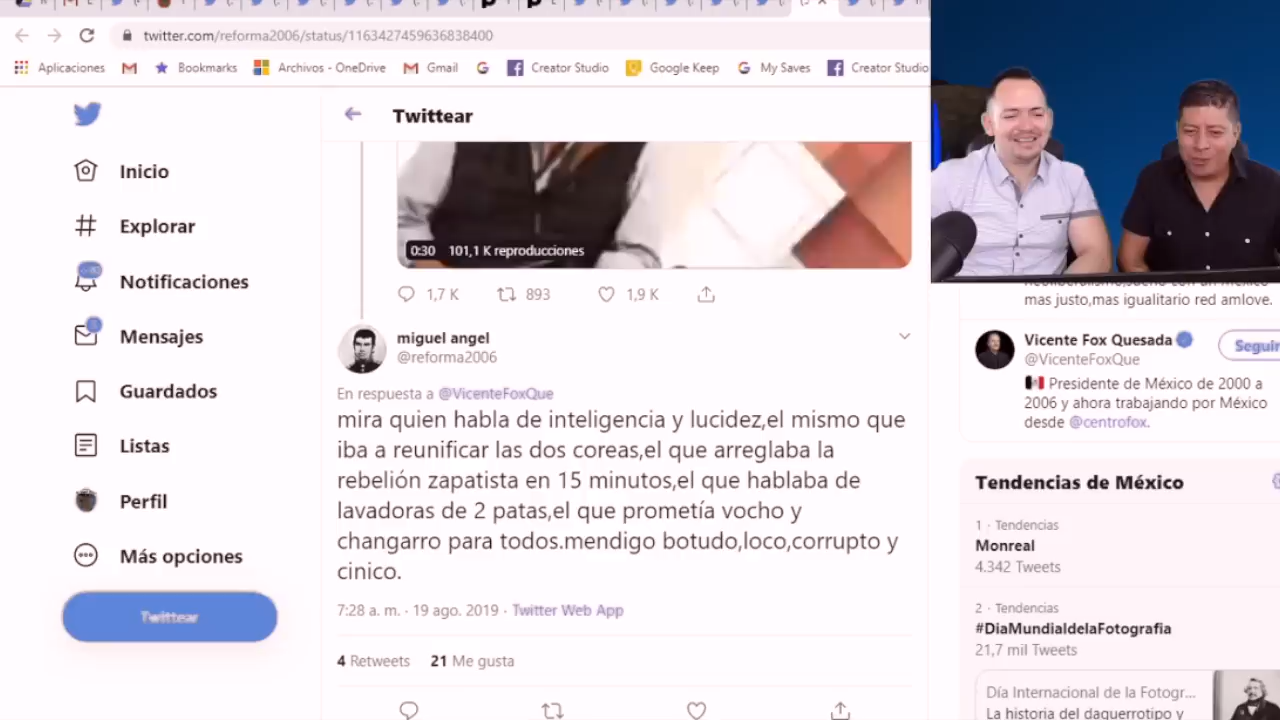 twitter.com/reforma2006/status/1163427459636838400
Aplicaciones
Bookmarks
Archivos - OneDrive
Gmail
Creator Studio
Google Keep
My Saves
Creator Studio
Twittear
Inicio
Explorar
Notificaciones
Mensajes
Guardados
Listas
Perfil
Más opciones
Twittear
0:30 101,1 K reproducciones
1,7 K 893 1,9 K
miguel angel
@reforma2006
En respuesta a @VicenteFoxQue
mira quien habla de inteligencia y lucidez,el mismo que
iba a reunificar las dos coreas,el que arreglaba la
rebelión zapatista en 15 minutos,el que hablaba de
lavadoras de 2 patas,el que prometía vocho y
changarro para todos.mendigo botudo,loco,corrupto y
cinico.
7:28 a. m. · 19 ago. 2019 · Twitter Web App
4 Retweets 21 Me gusta
mas justo,mas igualitario red amlove.
Vicente Fox Quesada
@VicenteFoxQue
Seguir
Presidente de México de 2000 a
2006 y ahora trabajando por México
desde @centrofox.
Tendencias de México
1 · Tendencias
Monreal
4.342 Tweets
2 · Tendencias
#DiaMundialdelaFotografia
21,7 mil Tweets
Día Internacional de la Fotogr...
La historia del daguerrotipo y